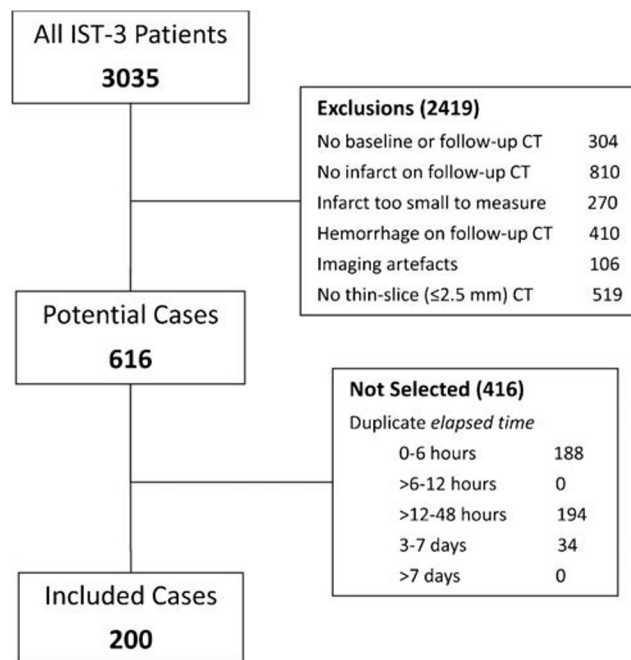 All IST-3 Patients
3035
Exclusions (2419)
No baseline or follow-up CT 304
No infarct on follow-up CT 810
Infarct too small to measure 270
Hemorrhage on follow-up CT 410
Imaging artefacts 106
No thin-slice (≤2.5 mm) CT 519
Potential Cases
616
Not Selected (416)
Duplicate elapsed time
0-6 hours 188
>6-12 hours 0
>12-48 hours 194
3-7 days 34
>7 days 0
Included Cases
200